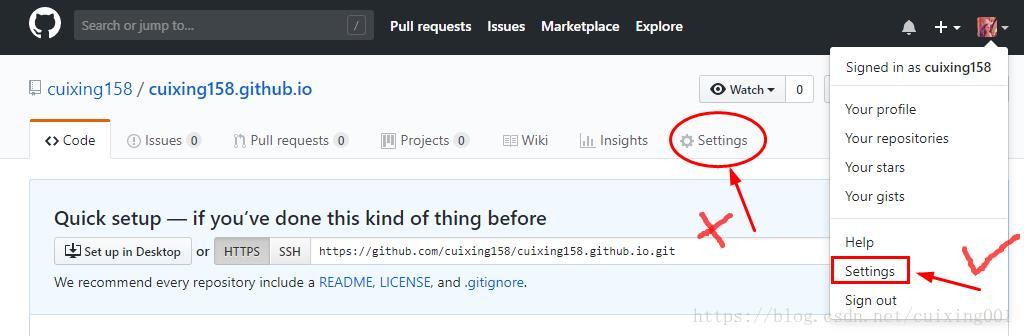 Search or jump to... / Pull requests Issues Marketplace Explore
Signed in as cuixing158
cuixing158 / cuixing158.github.io Watch 0
Your profile
Code Issues 0 Pull requests 0 Projects 0 Wiki Insights Settings
Your repositories
Your stars
Your gists
Quick setup — if you’ve done this kind of thing before
Set up in Desktop or HTTPS SSH https://github.com/cuixing158/cuixing158.github.io.git
Help
We recommend every repository include a README, LICENSE, and .gitignore.
Settings
Sign out
https://blog.csdn.net/cuixing001